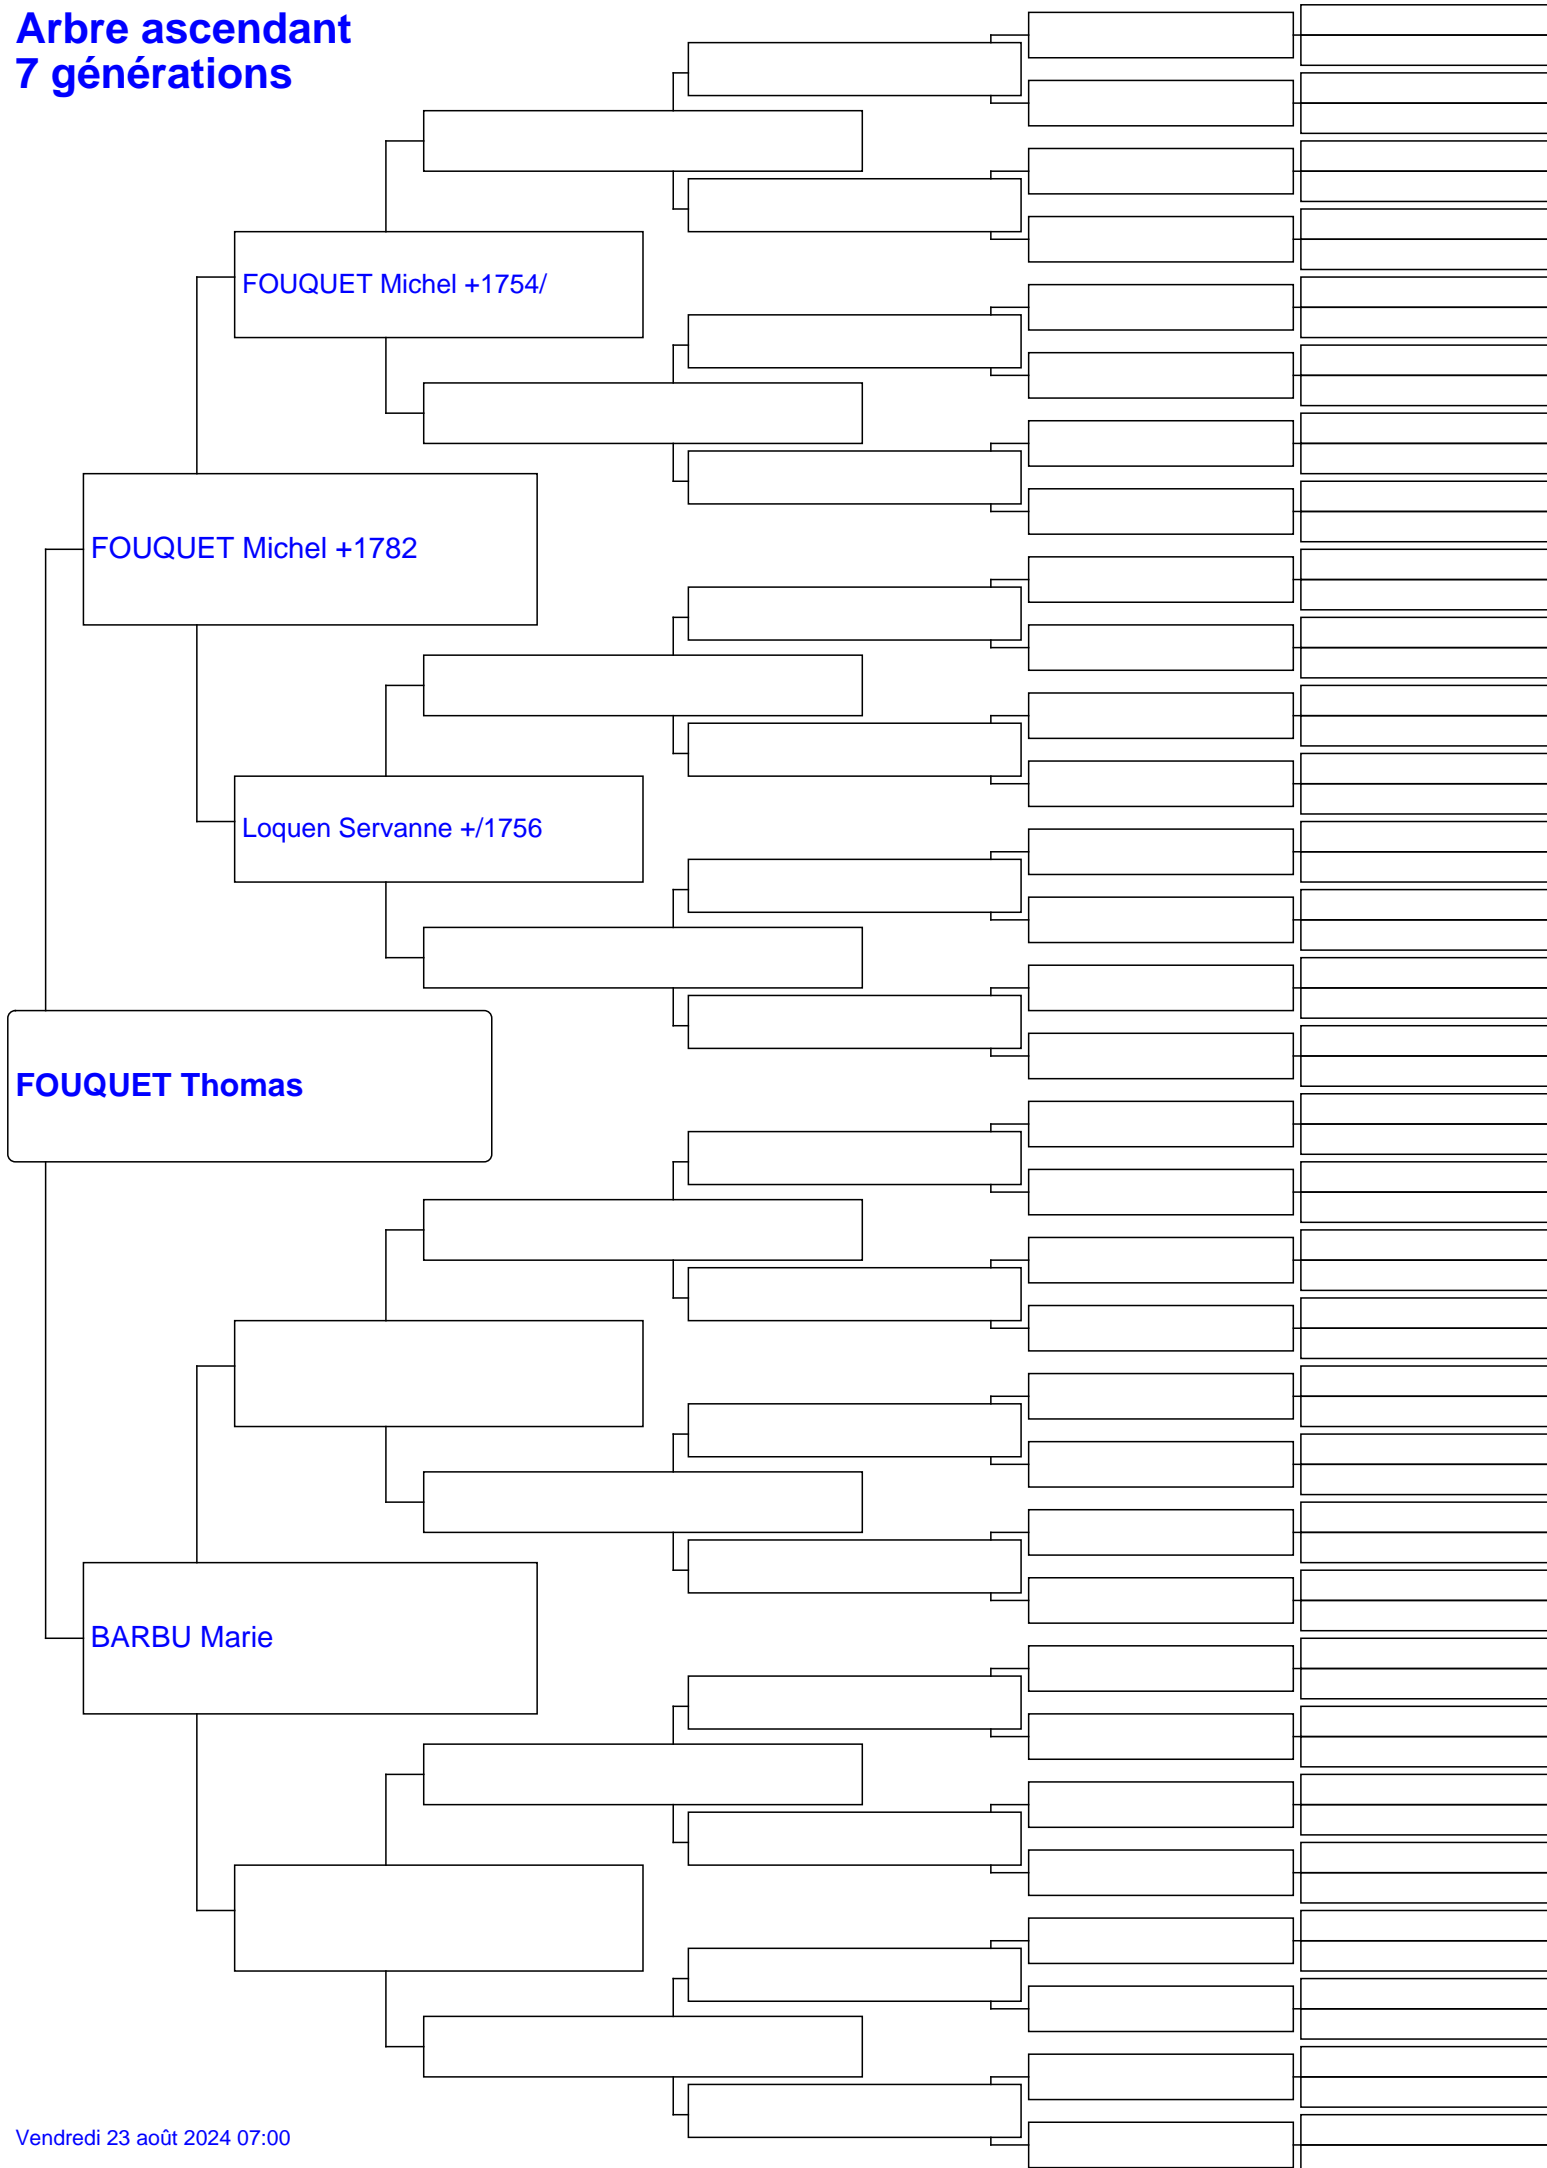 Arbre ascendant
7 générations
FOUQUET Michel +1754/
FOUQUET Michel +1782
Loquen Servanne +/1756
FOUQUET Thomas
BARBU Marie
Vendredi 23 août 2024 07:00